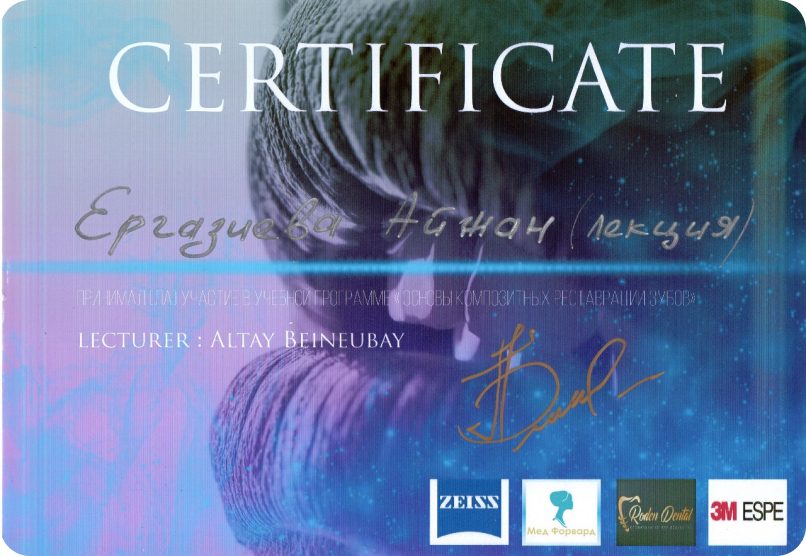 CERTIFICATE
Ергазиева Айжан (лекция)
ПРИНИМАЛ (ЛА) УЧАСТИЕ В УЧЕБНОЙ ПРОГРАММЕ «ОСНОВЫ КОМПОЗИТНЫХ РЕСТАВРАЦИИ ЗУБОВ»
LECTURER : ALTAY BEINEUBAY
ZEISS
Мед Форвард
Roden Dental
3M ESPE